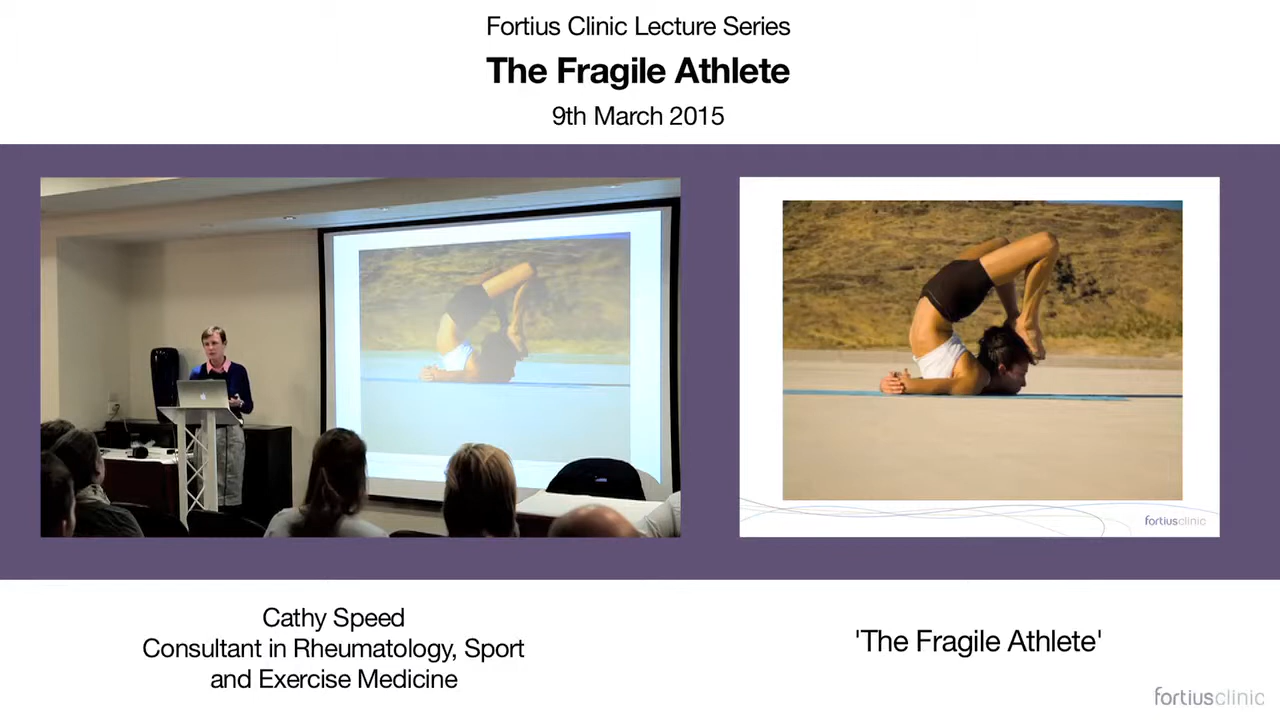 Fortius Clinic Lecture Series
The Fragile Athlete
9th March 2015
fortiusclinic
Cathy Speed
Consultant in Rheumatology, Sport
and Exercise Medicine
'The Fragile Athlete'
fortiusclinic